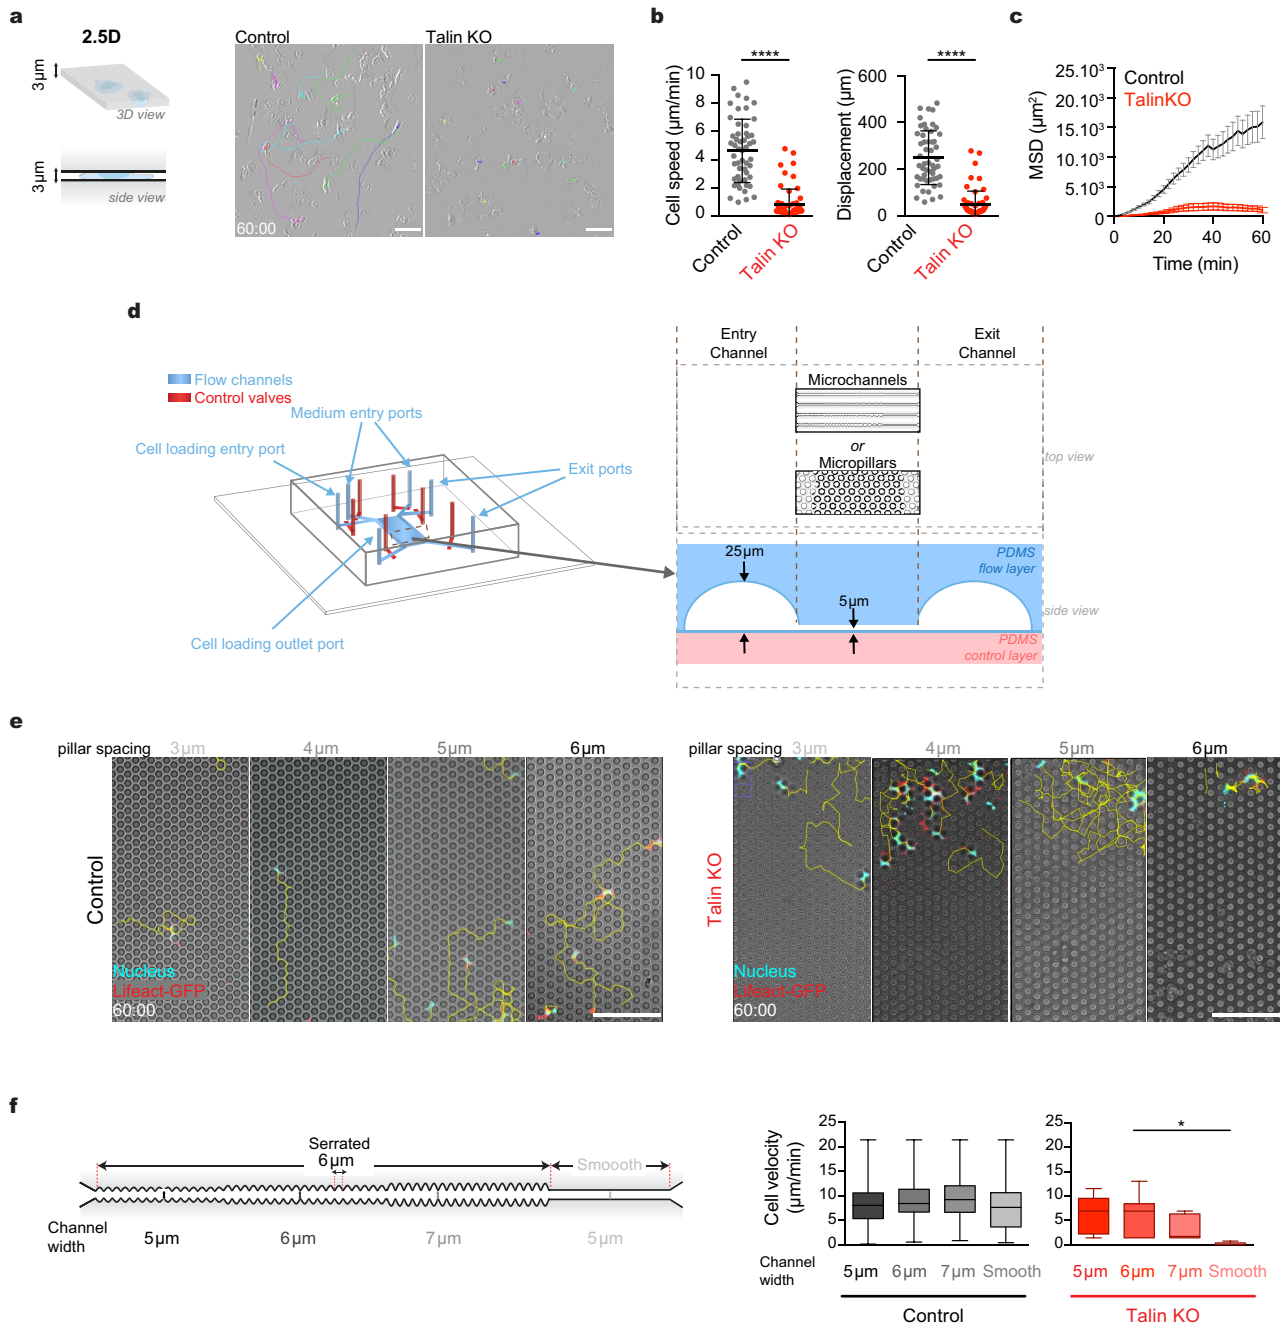 a
2.5D
3µm
3D view
3µm
side view
Control
Talin KO
60:00
b
****
Cell speed (µm/min)
10
8
6
4
2
0
Control
Talin KO
****
Displacement (µm)
600
400
200
0
Control
Talin KO
c
MSD (µm²)
25.10³
20.10³
15.10³
10.10³
5.10³
0
Control
TalinKO
0
20
40
60
Time (min)
d
Flow channels
Control valves
Medium entry ports
Cell loading entry port
Exit ports
Cell loading outlet port
Entry
Channel
Exit
Channel
Microchannels
or
Micropillars
top view
25µm
5µm
PDMS
flow layer
side view
PDMS
control layer
e
pillar spacing 3µm 4µm 5µm 6µm
Control
Nucleus
Lifeact-GFP
60:00
pillar spacing 3µm 4µm 5µm 6µm
Talin KO
Nucleus
Lifeact-GFP
60:00
f
Serrated
6µm
Smoooth
Channel
width
5µm 6µm 7µm 5µm
Cell velocity
(µm/min)
25
20
15
10
5
0
Channel
width
5µm 6µm 7µm Smooth
Control
25
20
15
10
5
0
*
5µm 6µm 7µm Smooth
Talin KO